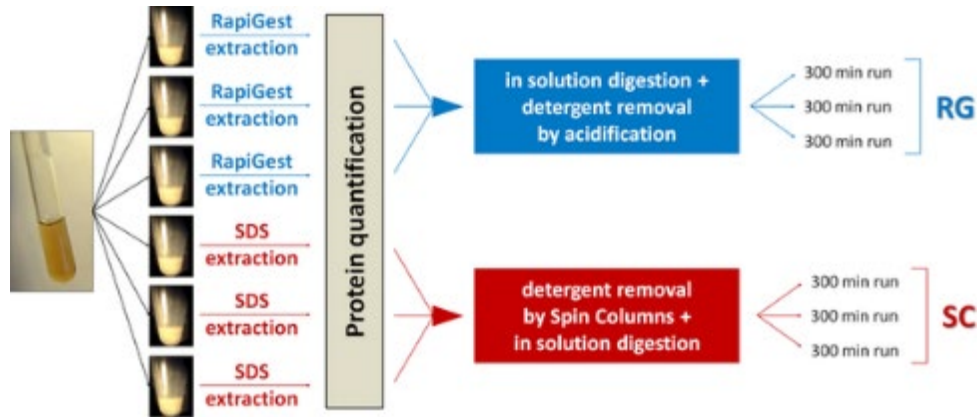 RapiGest
extraction
RapiGest
extraction
RapiGest
extraction
SDS
extraction
SDS
extraction
SDS
extraction
Protein quantification
in solution digestion +
detergent removal
by acidification
300 min run
300 min run
300 min run
RG
detergent removal
by Spin Columns +
in solution digestion
300 min run
300 min run
300 min run
SC